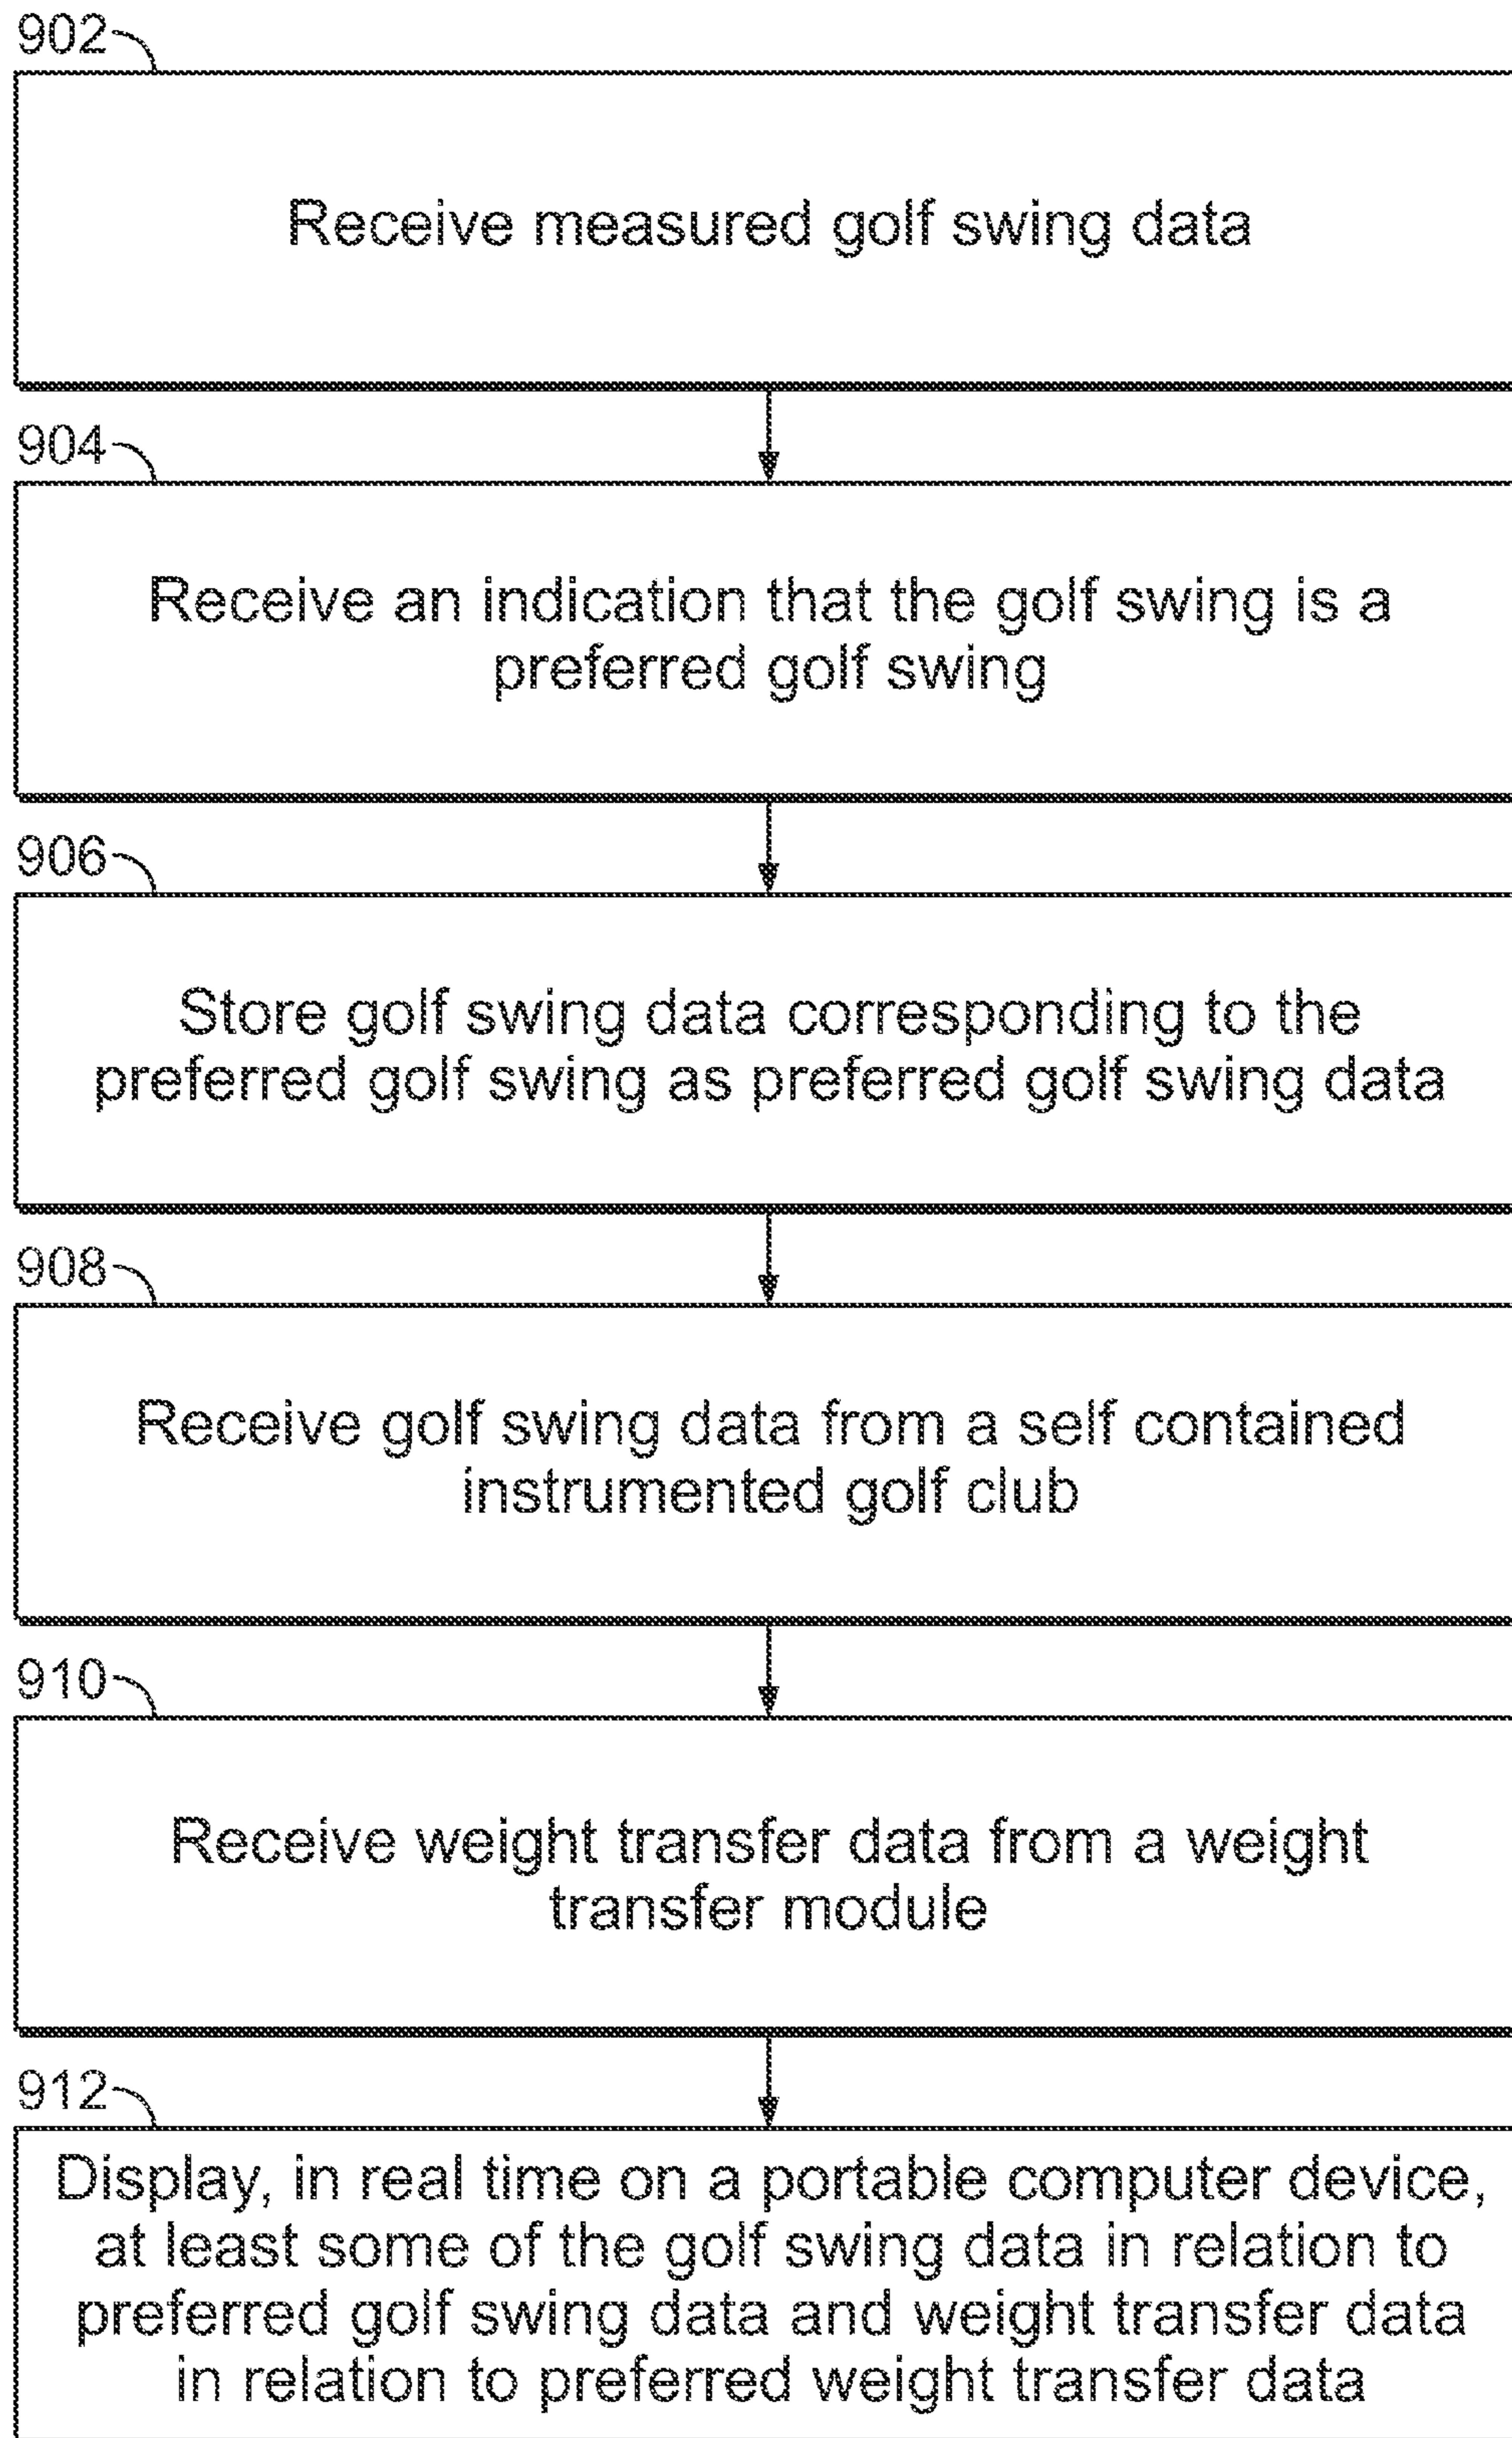 902
Receive measured golf swing data
904
Receive an indication that the golf swing is a
preferred golf swing
906
Store golf swing data corresponding to the
preferred golf swing as preferred golf swing data
908
Receive golf swing data from a self contained
instrumented golf club
910
Receive weight transfer data from a weight
transfer module
912
Display, in real time on a portable computer device,
at least some of the golf swing data in relation to
preferred golf swing data and weight transfer data
in relation to preferred weight transfer data